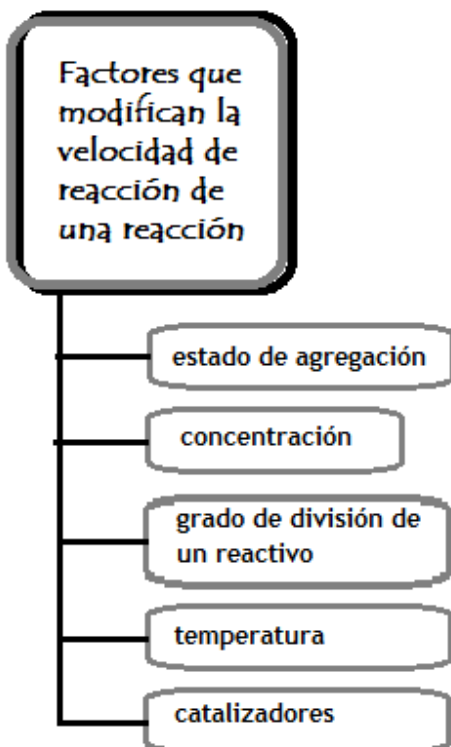 Factores que
modifican la
velocidad de
reacción de
una reacción
estado de agregación
concentración
grado de división de
un reactivo
temperatura
catalizadores